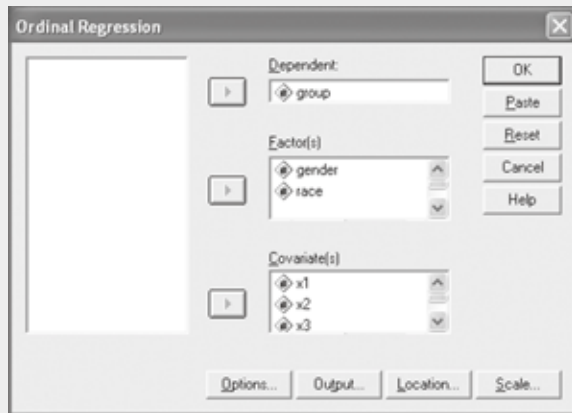 Ordinal Regression
Dependent:
group
Factor(s)
gender
race
Covariate(s)
x1
x2
x3
OK
Paste
Reset
Cancel
Help
Options...
Output...
Location...
Scale...